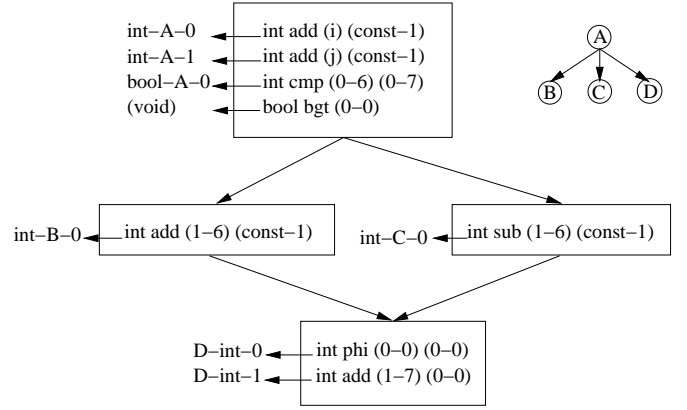 int–A–0 int add (i) (const–1)
int–A–1 int add (j) (const–1)
bool–A–0 int cmp (0–6) (0–7)
(void) bool bgt (0–0)
A
B C D
int–B–0 int add (1–6) (const–1)
int–C–0 int sub (1–6) (const–1)
D–int–0 int phi (0–0) (0–0)
D–int–1 int add (1–7) (0–0)